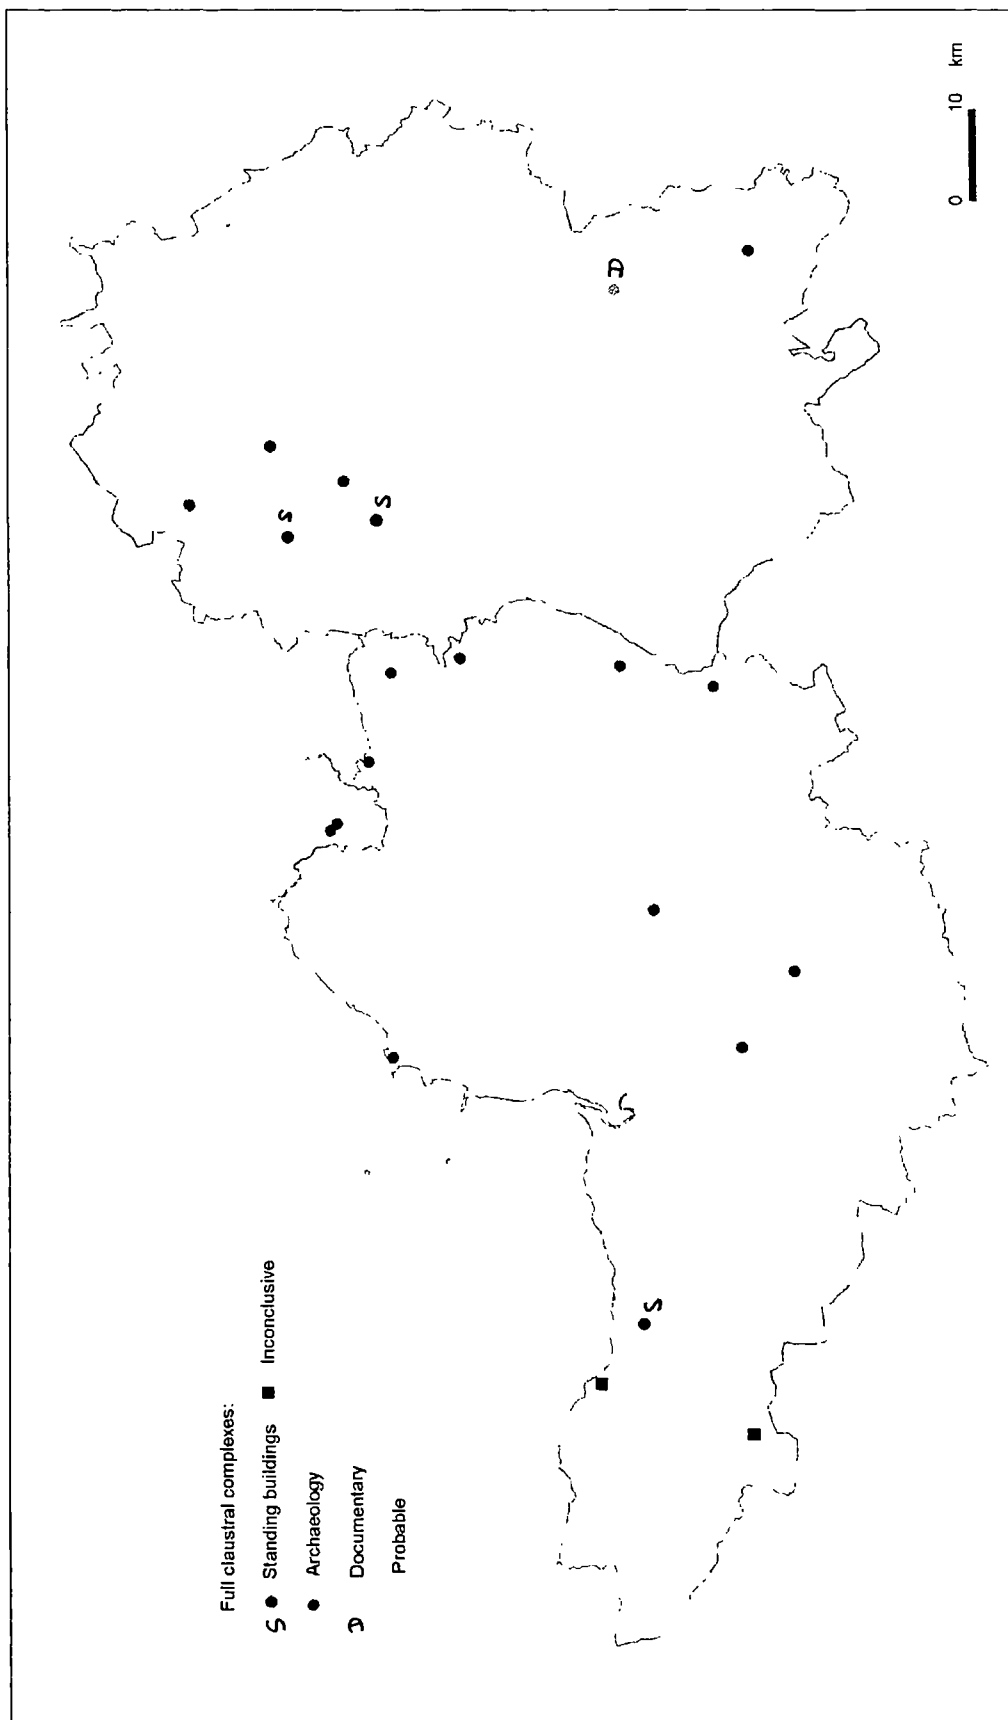 Full claustral complexes:
S Standing buildings Inconclusive
Archaeology
D Documentary
Probable
S
S
D
S
0 10 km